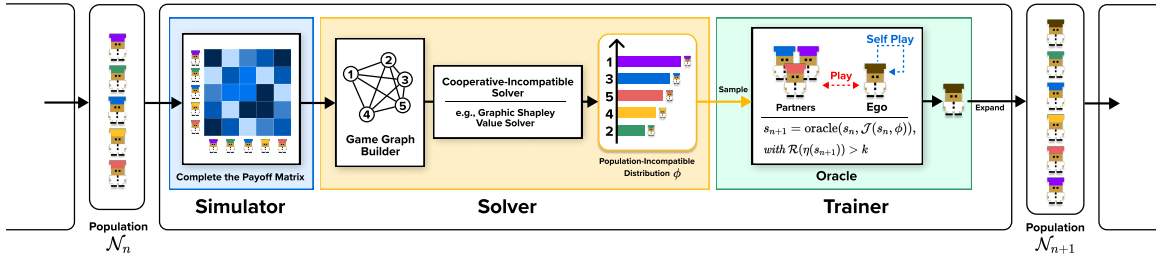 Population
𝒩n
Complete the Payoff Matrix
Simulator
1
2
3
4
5
Game Graph
Builder
Cooperative-Incompatible
Solver
e.g., Graphic Shapley
Value Solver
1
3
5
4
2
Population-Incompatible
Distribution ϕ
Solver
Sample
Self Play
Play
Partners
Ego
sn+1 = oracle(sn, 𝒥(sn, ϕ)),
with ℛ(η(sn+1)) > k
Oracle
Trainer
Expand
Population
𝒩n+1